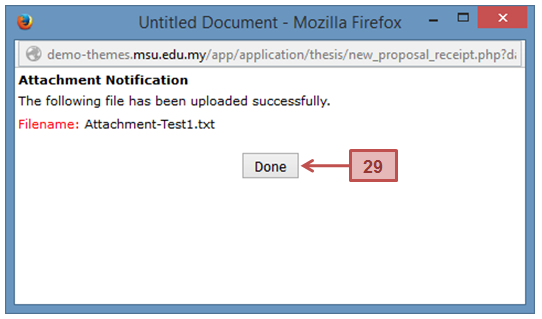 Untitled Document - Mozilla Firefox
demo-themes.msu.edu.my/app/application/thesis/new_proposal_receipt.php?da
Attachment Notification
The following file has been uploaded successfully.
Filename: Attachment-Test1.txt
Done
29